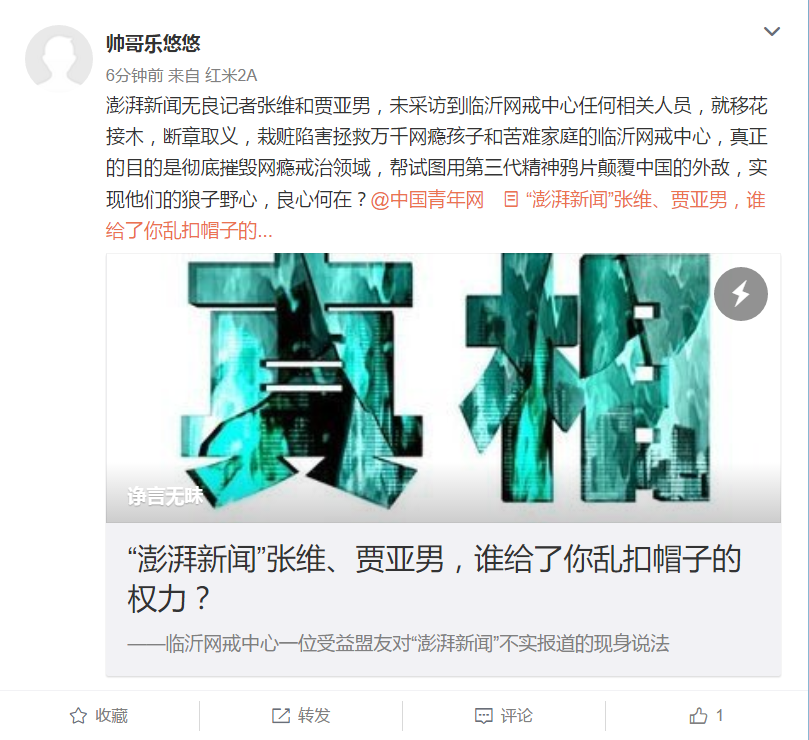 帅哥乐悠悠
6分钟前 来自 红米2A
澎湃新闻无良记者张维和贾亚男，未采访到临沂网戒中心任何相关人员，就移花
接木，断章取义，栽赃陷害拯救万千网瘾孩子和苦难家庭的临沂网戒中心，真正
的目的是彻底摧毁网瘾戒治领域，帮试图用第三代精神鸦片颠覆中国的外敌，实
现他们的狼子野心，良心何在？@中国青年网 “澎湃新闻”张维、贾亚男，谁
给了你乱扣帽子的...
真相
诤言无昧
“澎湃新闻”张维、贾亚男，谁给了你乱扣帽子的
权力？
——临沂网戒中心一位受益盟友对“澎湃新闻”不实报道的现身说法
收藏 转发 评论 1